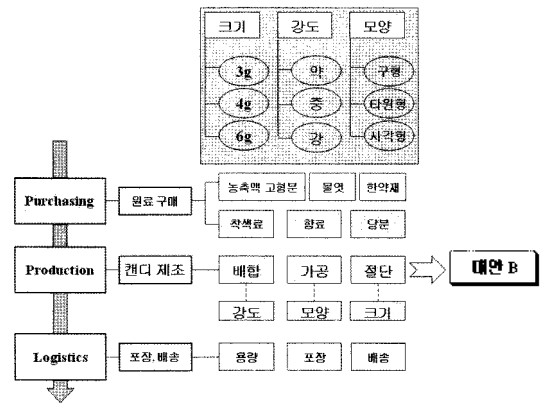 크기 강도 모양
3g 약 구형
4g 중 타원형
6g 강 사각형
농축맥 고형분 물엿 한약재
Purchasing 원료 구매
착색료 향료 당분
Production 캔디 제조 배합 가공 절단 대안 B
강도 모양 크기
Logistics 포장, 배송 용량 포장 배송